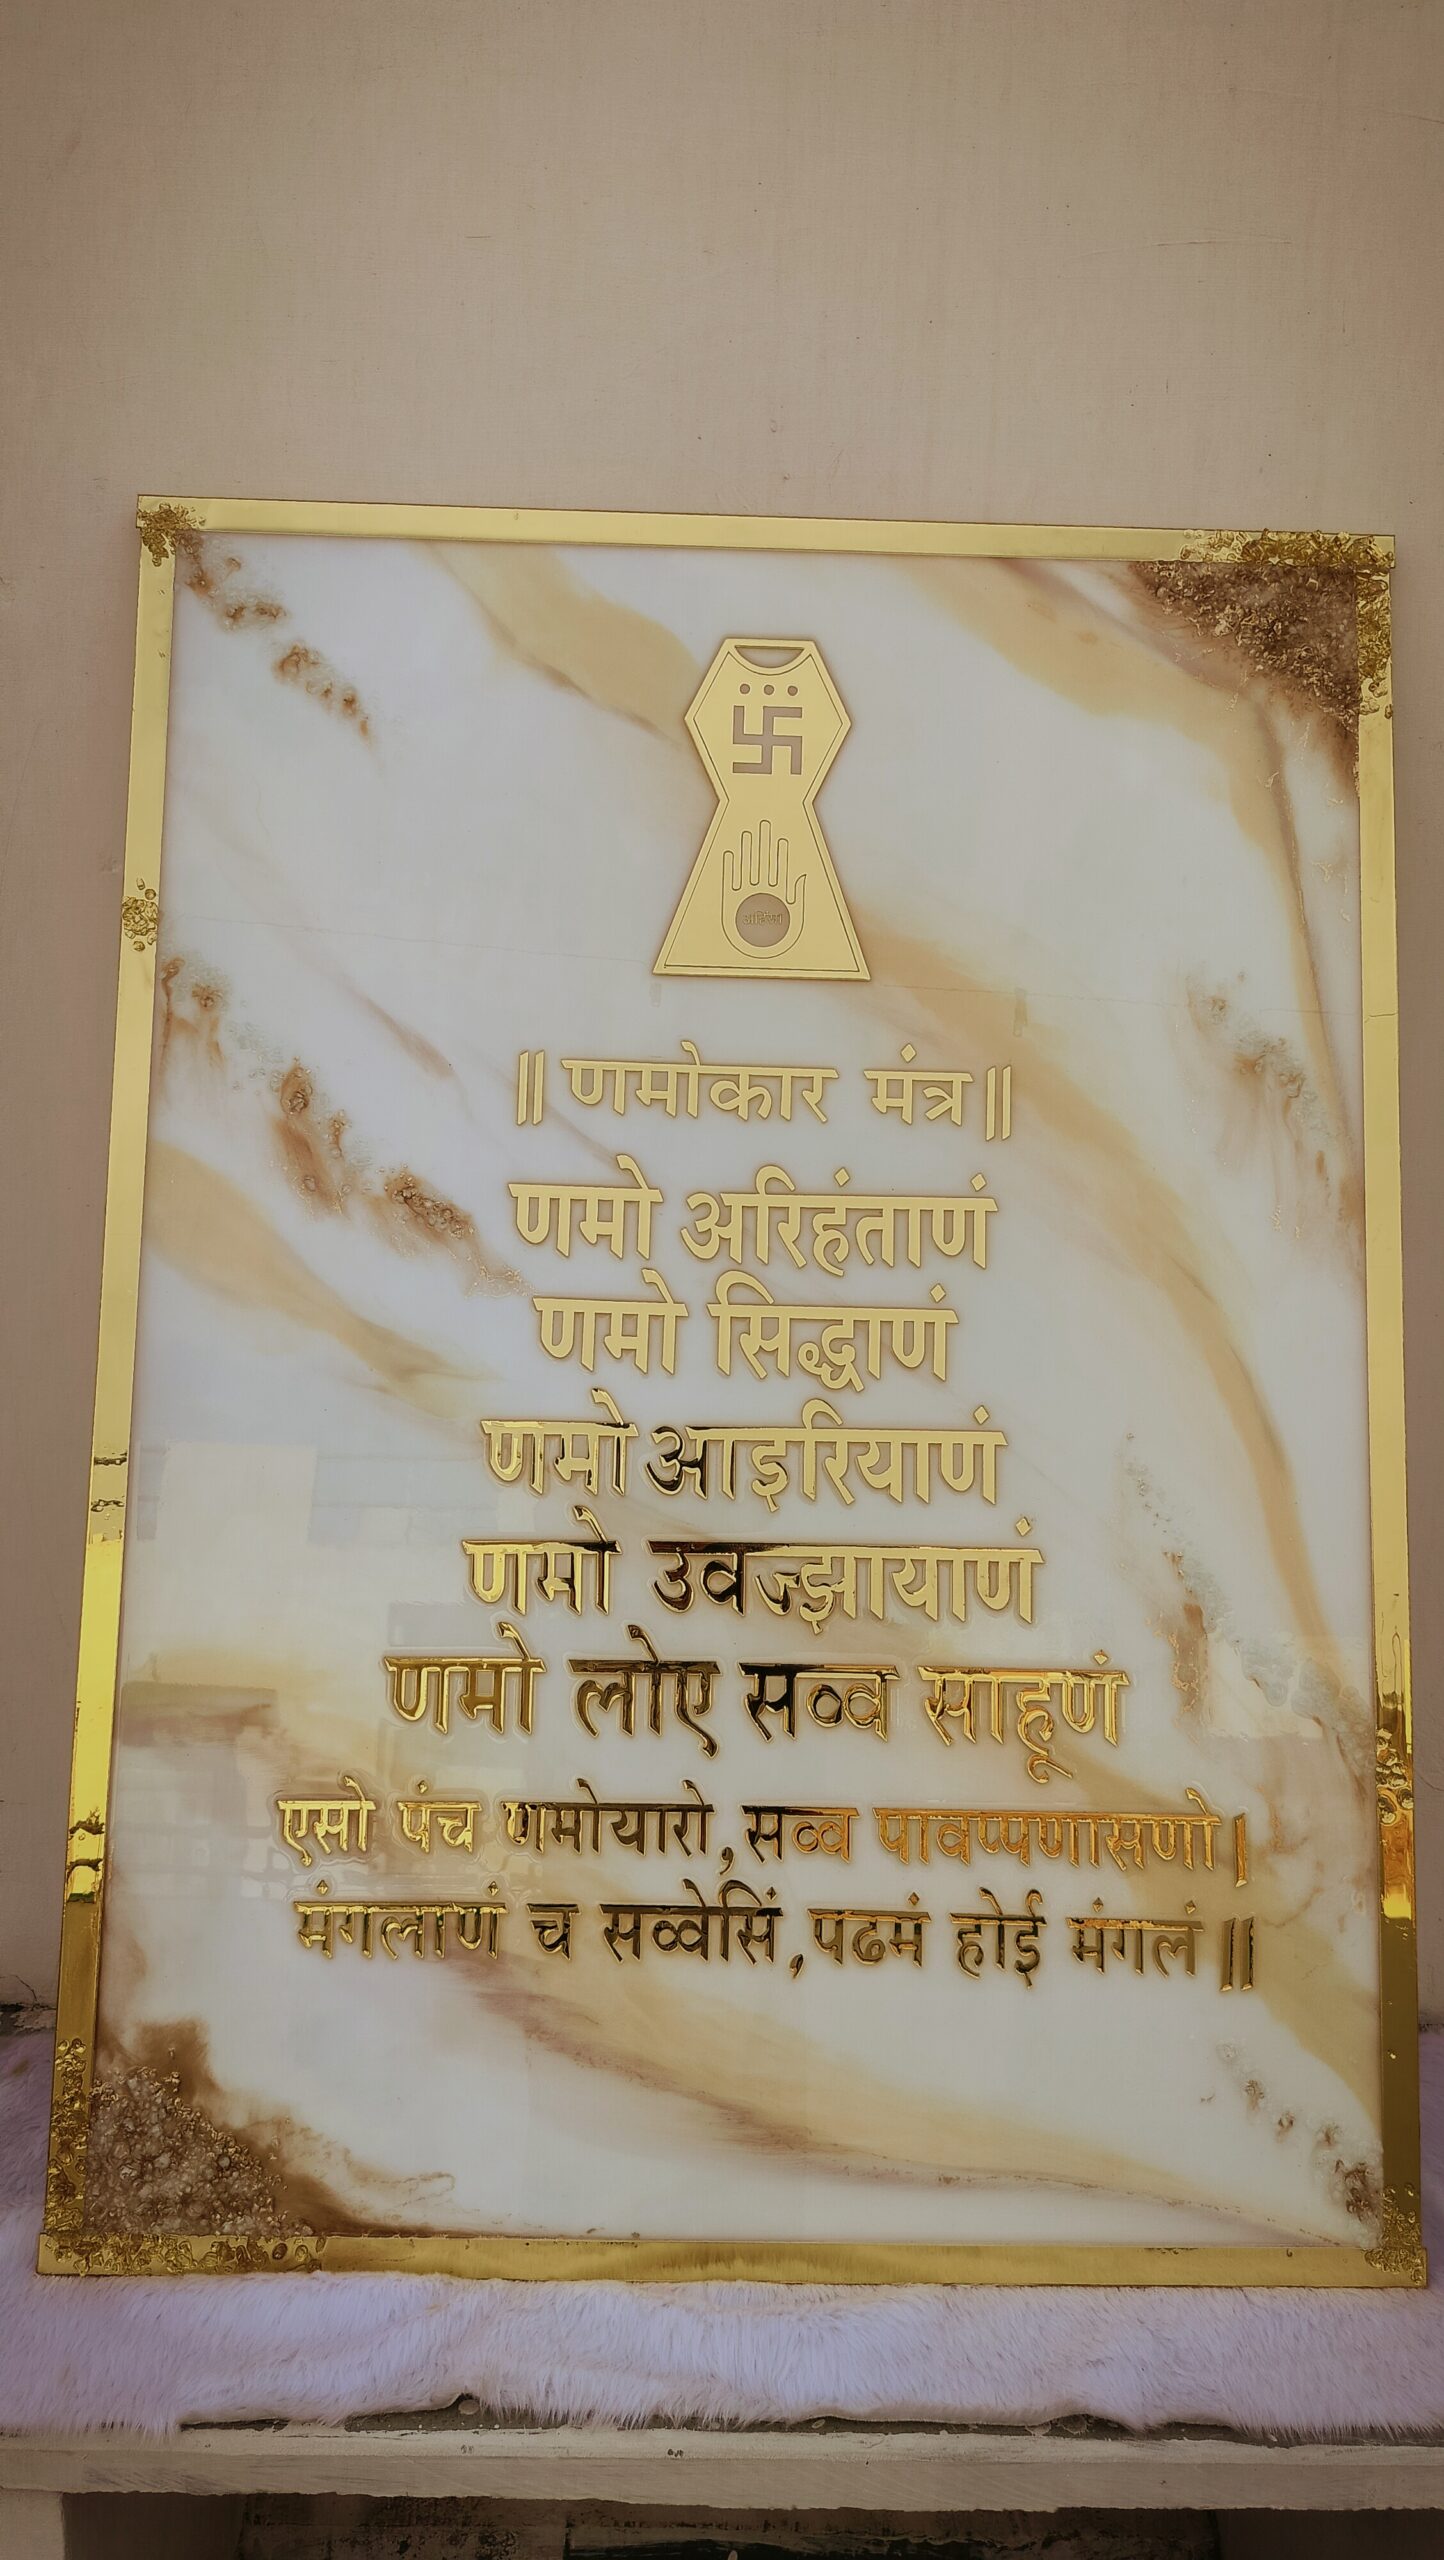 अहिंसा
॥ णमोकार मंत्र ॥
णमो अरिहंताणं
णमो सिद्धाणं
णमो आइरियाणं
णमो उवज्झायाणं
णमो लोए सव्व साहूणं
एसो पंच णमोयारो, सव्व पावप्पणासणो।
मंगलाणं च सव्वेसिं, पढमं होई मंगलं॥